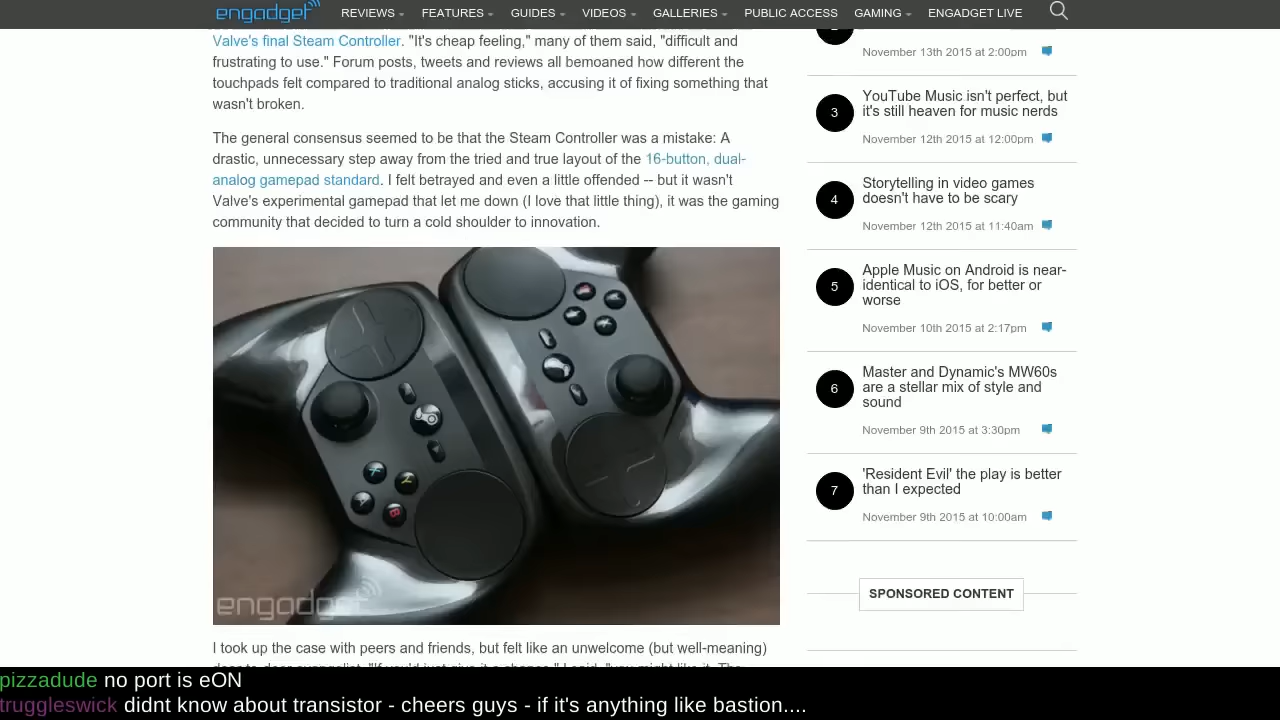 engadget REVIEWS FEATURES GUIDES VIDEOS GALLERIES PUBLIC ACCESS GAMING ENGADGET LIVE
Valve's final Steam Controller. "It's cheap feeling," many of them said, "difficult and
frustrating to use." Forum posts, tweets and reviews all bemoaned how different the
touchpads felt compared to traditional analog sticks, accusing it of fixing something that
wasn't broken.
The general consensus seemed to be that the Steam Controller was a mistake: A
drastic, unnecessary step away from the tried and true layout of the 16-button, dual-
analog gamepad standard. I felt betrayed and even a little offended -- but it wasn't
Valve's experimental gamepad that let me down (I love that little thing), it was the gaming
community that decided to turn a cold shoulder to innovation.
X
Y
A
B
engadget
I took up the case with peers and friends, but felt like an unwelcome (but well-meaning)
November 13th 2015 at 2:00pm
3
YouTube Music isn't perfect, but
it's still heaven for music nerds
November 12th 2015 at 12:00pm
4
Storytelling in video games
doesn't have to be scary
November 12th 2015 at 11:40am
5
Apple Music on Android is near-
identical to iOS, for better or
worse
November 10th 2015 at 2:17pm
6
Master and Dynamic's MW60s
are a stellar mix of style and
sound
November 9th 2015 at 3:30pm
7
'Resident Evil' the play is better
than I expected
November 9th 2015 at 10:00am
SPONSORED CONTENT
pizzadude no port is eON
truggleswick didnt know about transistor - cheers guys - if it's anything like bastion....